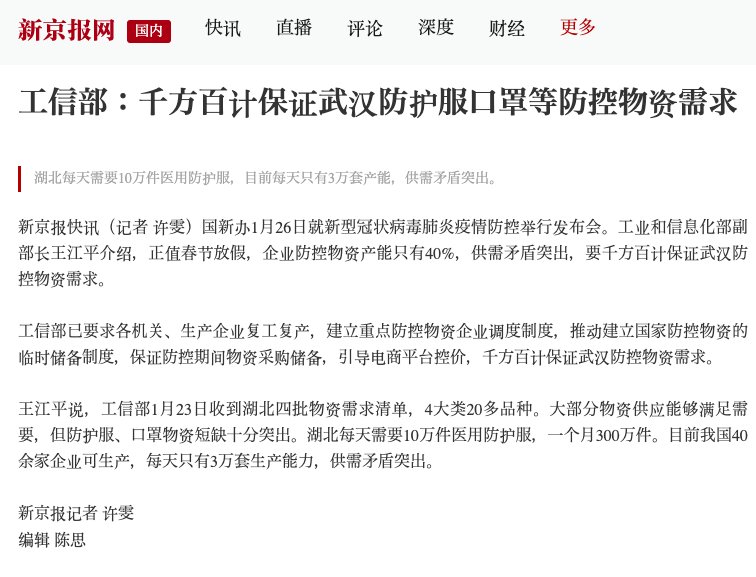 新京报网 国内 快讯 直播 评论 深度 财经 更多
工信部：千方百计保证武汉防护服口罩等防控物资需求
湖北每天需要10万件医用防护服，目前每天只有3万套产能，供需矛盾突出。
新京报快讯（记者 许雯）国新办1月26日就新型冠状病毒肺炎疫情防控举行发布会。工业和信息化部副
部长王江平介绍，正值春节放假，企业防控物资产能只有40%，供需矛盾突出，要千方百计保证武汉防
控物资需求。
工信部已要求各机关、生产企业复工复产，建立重点防控物资企业调度制度，推动建立国家防控物资的
临时储备制度，保证防控期间物资采购储备，引导电商平台控价，千方百计保证武汉防控物资需求。
王江平说，工信部1月23日收到湖北四批物资需求清单，4大类20多品种。大部分物资供应能够满足需
要，但防护服、口罩物资短缺十分突出。湖北每天需要10万件医用防护服，一个月300万件。目前我国40
余家企业可生产，每天只有3万套生产能力，供需矛盾突出。
新京报记者 许雯
编辑 陈思